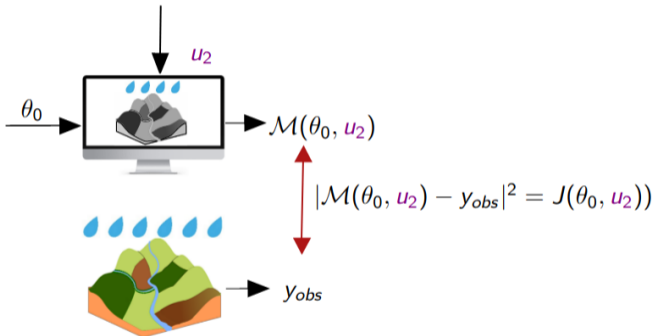 u₂
θ₀
ℳ(θ₀, u₂)
|ℳ(θ₀, u₂) − y_obs|² = J(θ₀, u₂))
y_obs